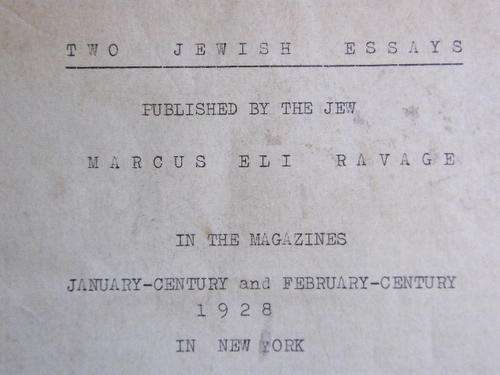 TWO JEWISH ESSAYS
PUBLISHED BY THE JEW
MARCUS ELI RAVAGE
IN THE MAGAZINES
JANUARY-CENTURY and FEBRUARY-CENTURY
1928
IN NEW YORK